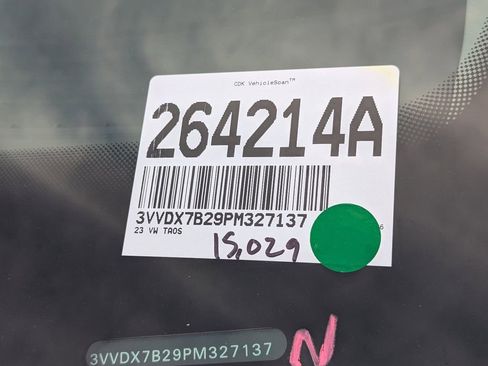 CDK VehicleScan™
264214A
3VVDX7B29PM327137
23 VW TAOS
15,029
3VVDX7B29PM327137
N